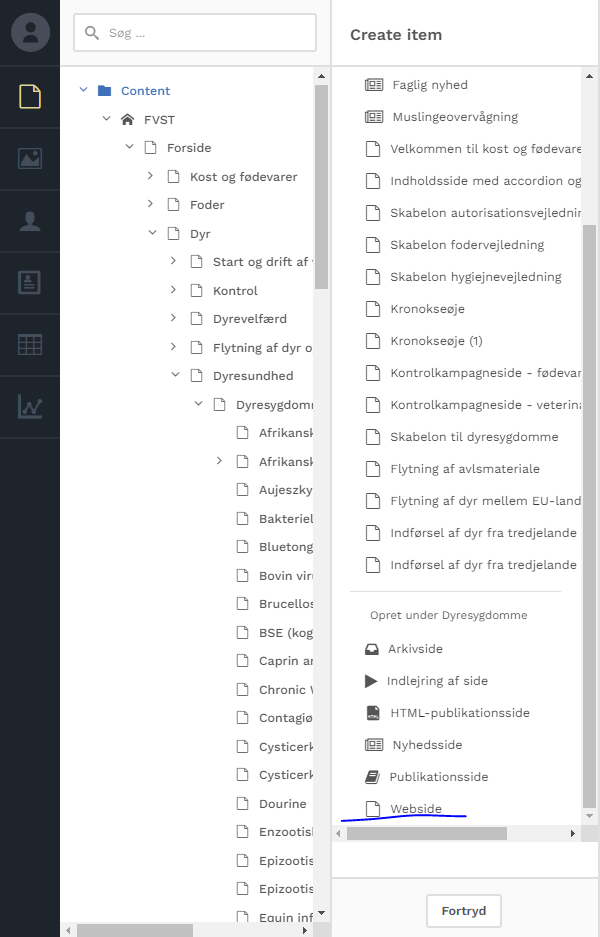 Søg ...
Content
FVST
Forside
Kost og fødevarer
Foder
Dyr
Start og drift af
Kontrol
Dyrevelfærd
Flytning af dyr o
Dyresundhed
Dyresygdom
Afrikansk
Afrikansk
Aujeszky
Bakteriel
Bluetong
Bovin viru
Brucellos
BSE (kog
Caprin ar
Chronic W
Contagiø
Cysticerk
Cysticerk
Dourine
Enzootisk
Epizootis
Epizootis
Equin inf
Create item
Faglig nyhed
Muslingeovervågning
Velkommen til kost og fødevare
Indholdsside med accordion og
Skabelon autorisationsvejlednin
Skabelon fodervejledning
Skabelon hygiejnevejledning
Kronokseøje
Kronokseøje (1)
Kontrolkampagneside - fødevar
Kontrolkampagneside - veterina
Skabelon til dyresygdomme
Flytning af avlsmateriale
Flytning af dyr mellem EU-land
Indførsel af dyr fra tredjelande
Indførsel af dyr fra tredjelande
Opret under Dyresygdomme
Arkivside
Indlejring af side
HTML-publikationsside
Nyhedsside
Publikationsside
Webside
Fortryd